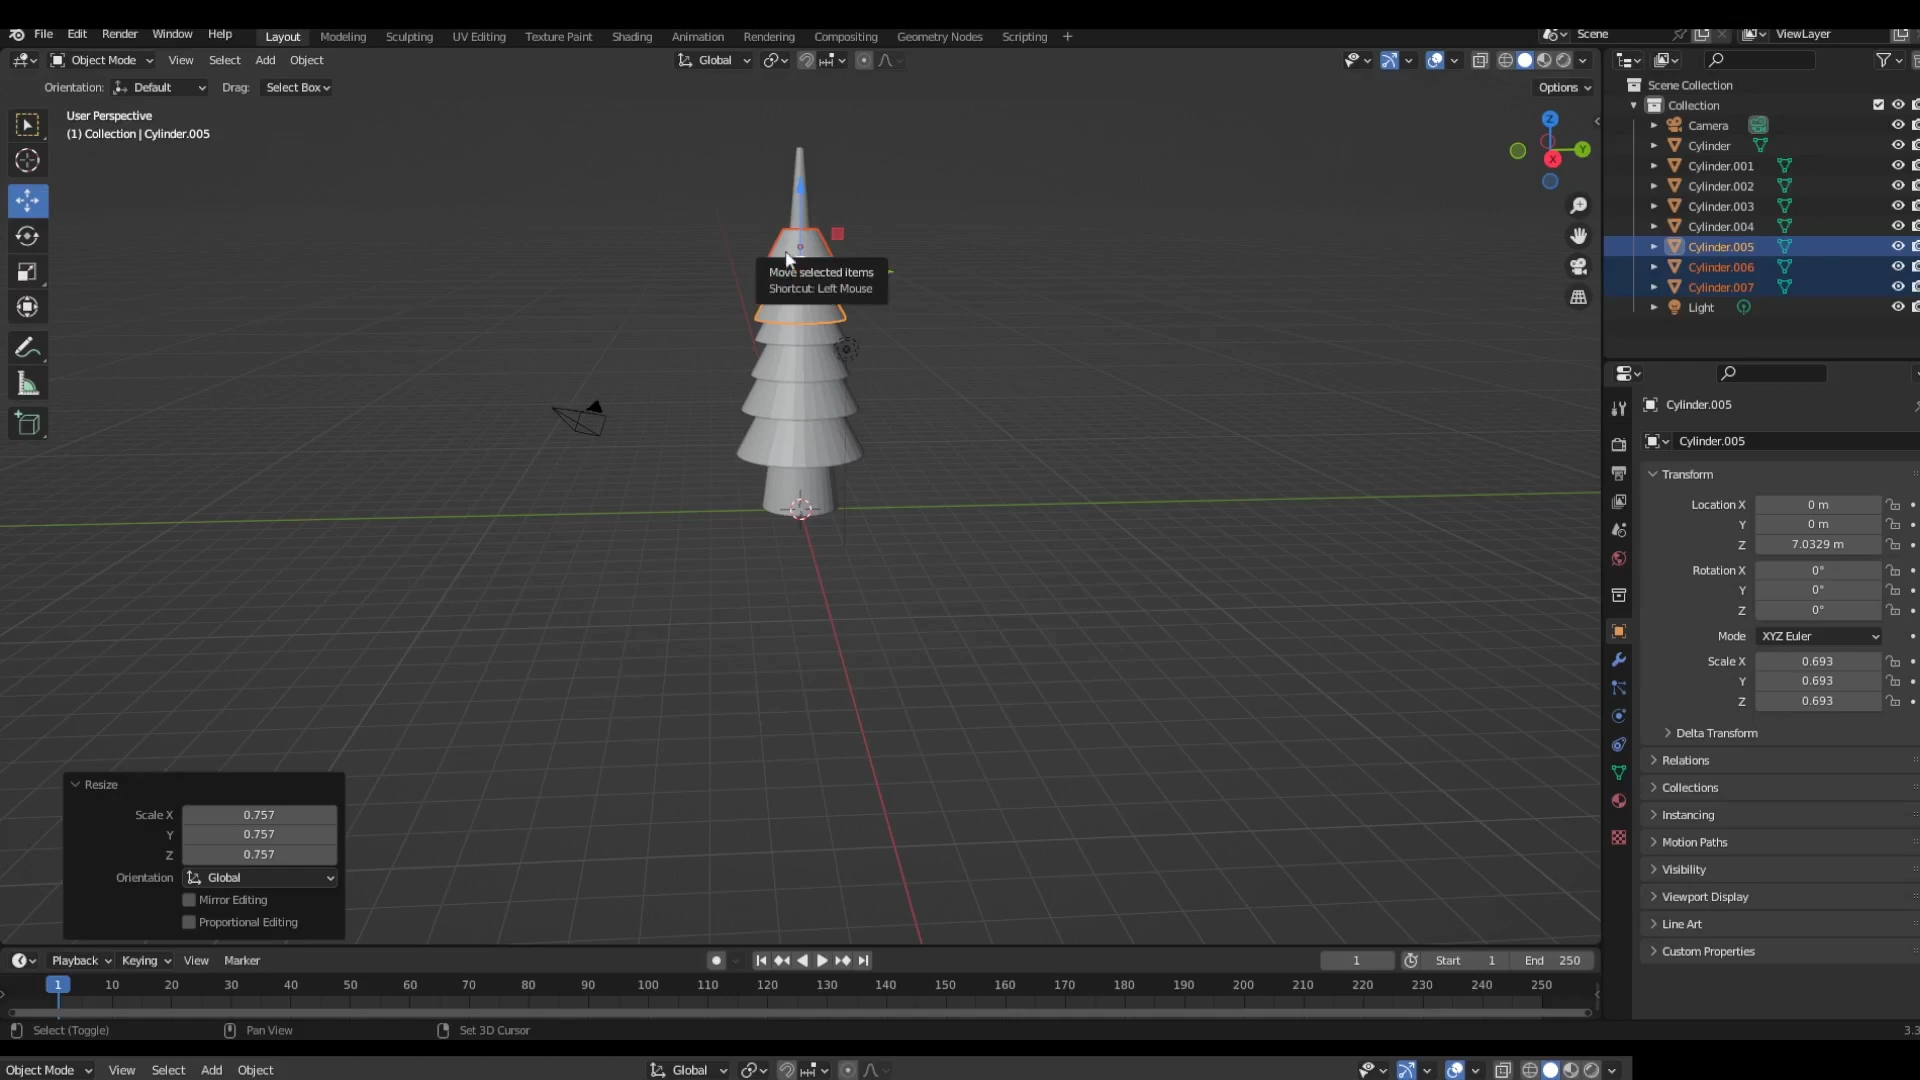 File Edit Render Window Help Layout Modeling Sculpting UV Editing Texture Paint Shading Animation Rendering Compositing Geometry Nodes Scripting + Scene ViewLayer
Object Mode View Select Add Object Global
Orientation: Default Drag: Select Box Options
User Perspective
(1) Collection | Cylinder.005
Z
Y
X
Move selected items
Shortcut: Left Mouse
Scene Collection
Collection
Camera
Cylinder
Cylinder.001
Cylinder.002
Cylinder.003
Cylinder.004
Cylinder.005
Cylinder.006
Cylinder.007
Light
Cylinder.005
Cylinder.005
Transform
Location X 0 m
Y 0 m
Z 7.0329 m
Rotation X 0°
Y 0°
Z 0°
Mode XYZ Euler
Scale X 0.693
Y 0.693
Z 0.693
Delta Transform
Relations
Collections
Instancing
Motion Paths
Visibility
Viewport Display
Line Art
Custom Properties
Resize
Scale X 0.757
Y 0.757
Z 0.757
Orientation Global
Mirror Editing
Proportional Editing
Playback Keying View Marker 1 Start 1 End 250
1 10 20 30 40 50 60 70 80 90 100 110 120 130 140 150 160 170 180 190 200 210 220 230 240 250
Select (Toggle) Pan View Set 3D Cursor 3.3
Object Mode View Select Add Object Global